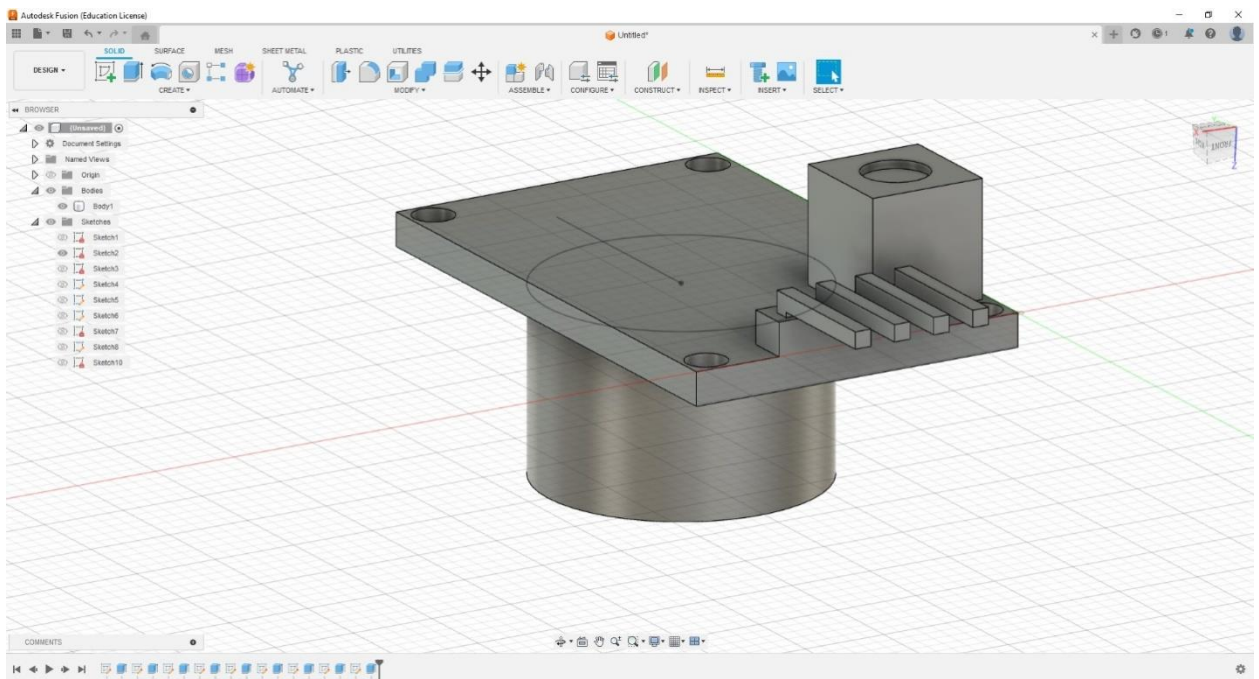 Autodesk Fusion (Education License)
Untitled*
1
SOLID SURFACE MESH SHEET METAL PLASTIC UTILITIES
DESIGN
CREATE AUTOMATE MODIFY ASSEMBLE CONFIGURE CONSTRUCT INSPECT INSERT SELECT
BROWSER
(Unsaved)
Document Settings
Named Views
Origin
Bodies
Body1
Sketches
Sketch1
Sketch2
Sketch3
Sketch4
Sketch5
Sketch6
Sketch7
Sketch8
Sketch10
X
Z
COMMENTS